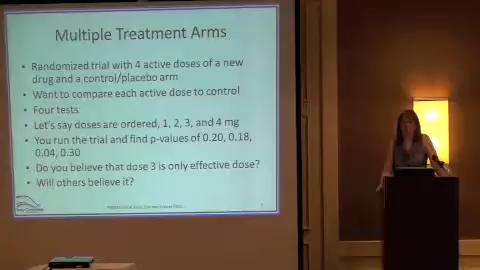 Multiple Treatment Arms
• Randomized trial with 4 active doses of a new
drug and a control/placebo arm
• Want to compare each active dose to control
• Four tests
• Let's say doses are ordered, 1, 2, 3, and 4 mg
• You run the trial and find p-values of 0.20, 0.18,
0.04, 0.30
• Do you believe that dose 3 is only effective dose?
• Will others believe it?